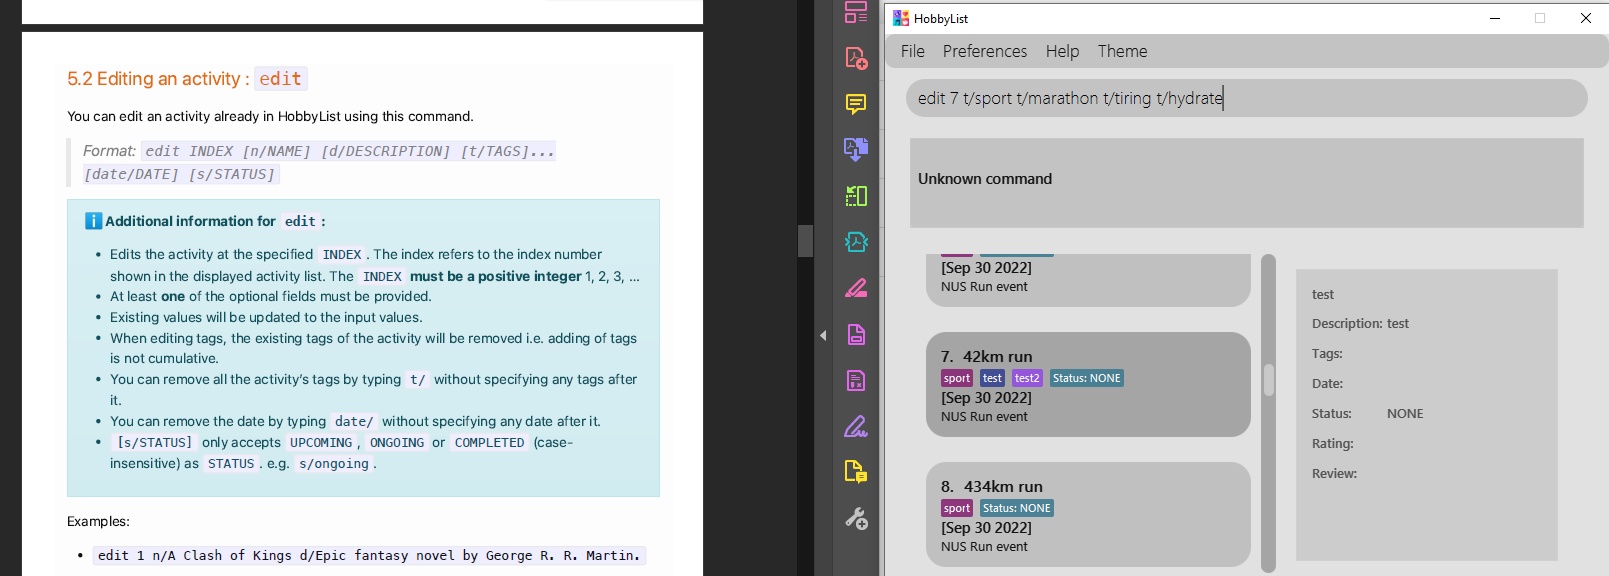 5.2 Editing an activity : edit
You can edit an activity already in HobbyList using this command.
Format: edit INDEX [n/NAME] [d/DESCRIPTION] [t/TAGS]...
[date/DATE] [s/STATUS]
i Additional information for edit :
• Edits the activity at the specified INDEX . The index refers to the index number
shown in the displayed activity list. The INDEX must be a positive integer 1, 2, 3, …
• At least one of the optional fields must be provided.
• Existing values will be updated to the input values.
• When editing tags, the existing tags of the activity will be removed i.e. adding of tags
is not cumulative.
• You can remove all the activity’s tags by typing t/ without specifying any tags after
it.
• You can remove the date by typing date/ without specifying any date after it.
• [s/STATUS] only accepts UPCOMING , ONGOING or COMPLETED (case-
insensitive) as STATUS . e.g. s/ongoing .
Examples:
• edit 1 n/A Clash of Kings d/Epic fantasy novel by George R. R. Martin.
HobbyList
File Preferences Help Theme
edit 7 t/sport t/marathon t/tiring t/hydrate
Unknown command
[Sep 30 2022]
NUS Run event
7. 42km run
sport test test2 Status: NONE
[Sep 30 2022]
NUS Run event
8. 434km run
sport Status: NONE
[Sep 30 2022]
NUS Run event
test
Description: test
Tags:
Date:
Status: NONE
Rating:
Review: